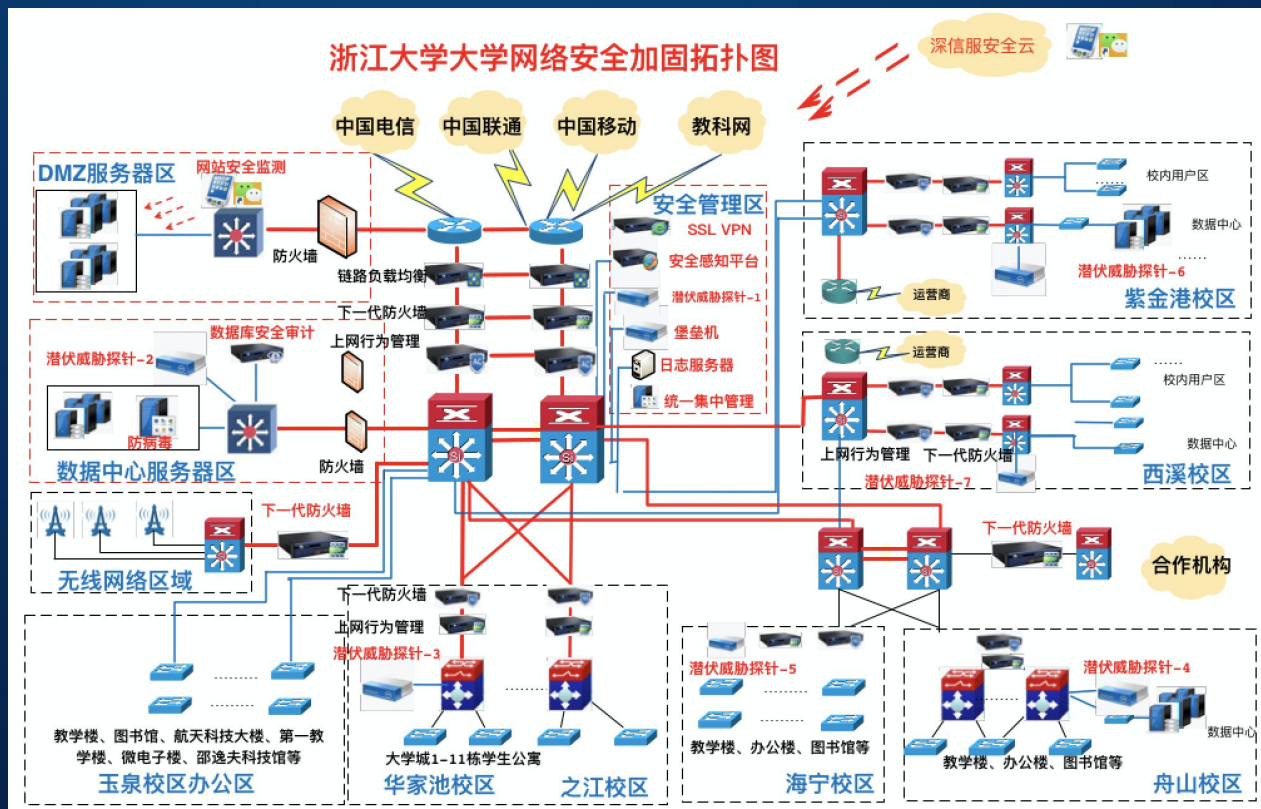 浙江大学大学网络安全加固拓扑图
深信服安全云
中国电信
中国联通
中国移动
教科网
DMZ服务器区
网站安全监测
防火墙
链路负载均衡
下一代防火墙
上网行为管理
安全管理区
SSL VPN
安全感知平台
潜伏威胁探针-1
堡垒机
日志服务器
统一集中管理
校内用户区
数据中心
潜伏威胁探针-6
运营商
紫金港校区
......
......
数据库安全审计
潜伏威胁探针-2
防病毒
防火墙
数据中心服务器区
运营商
......
校内用户区
数据中心
上网行为管理
下一代防火墙
潜伏威胁探针-7
西溪校区
Si
Si
Si
Si
下一代防火墙
无线网络区域
下一代防火墙
合作机构
下一代防火墙
上网行为管理
潜伏威胁探针-3
大学城1-11栋学生公寓
华家池校区
之江校区
教学楼、图书馆、航天科技大楼、第一教
学楼、微电子楼、邵逸夫科技馆等
玉泉校区办公区
潜伏威胁探针-5
教学楼、办公楼、图书馆等
海宁校区
潜伏威胁探针-4
数据中心
教学楼、办公楼、图书馆等
舟山校区